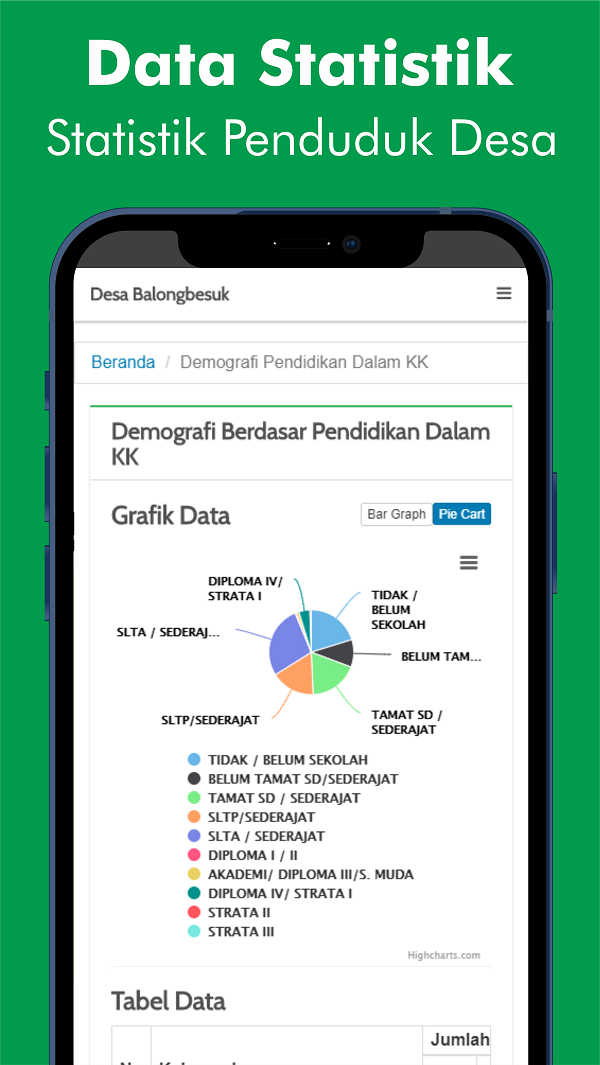 Data Statistik
Statistik Penduduk Desa
Desa Balongbesuk
Beranda / Demografi Pendidikan Dalam KK
Demografi Berdasar Pendidikan Dalam
KK
Grafik Data
Bar Graph Pie Cart
DIPLOMA IV/
STRATA I
TIDAK /
BELUM
SEKOLAH
SLTA / SEDERAJ...
BELUM TAM...
SLTP/SEDERAJAT
TAMAT SD /
SEDERAJAT
TIDAK / BELUM SEKOLAH
BELUM TAMAT SD/SEDERAJAT
TAMAT SD / SEDERAJAT
SLTP/SEDERAJAT
SLTA / SEDERAJAT
DIPLOMA I / II
AKADEMI/ DIPLOMA III/S. MUDA
DIPLOMA IV/ STRATA I
STRATA II
STRATA III
Highcharts.com
Tabel Data
Jumlah